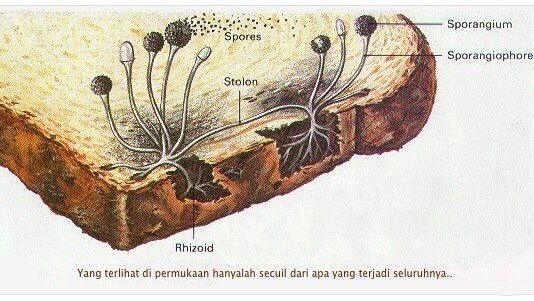 Sporangium
Spores
Sporangiophore
Stolon
Rhizoid
Yang terlihat di permukaan hanyalah secuil dari apa yang terjadi seluruhnya..